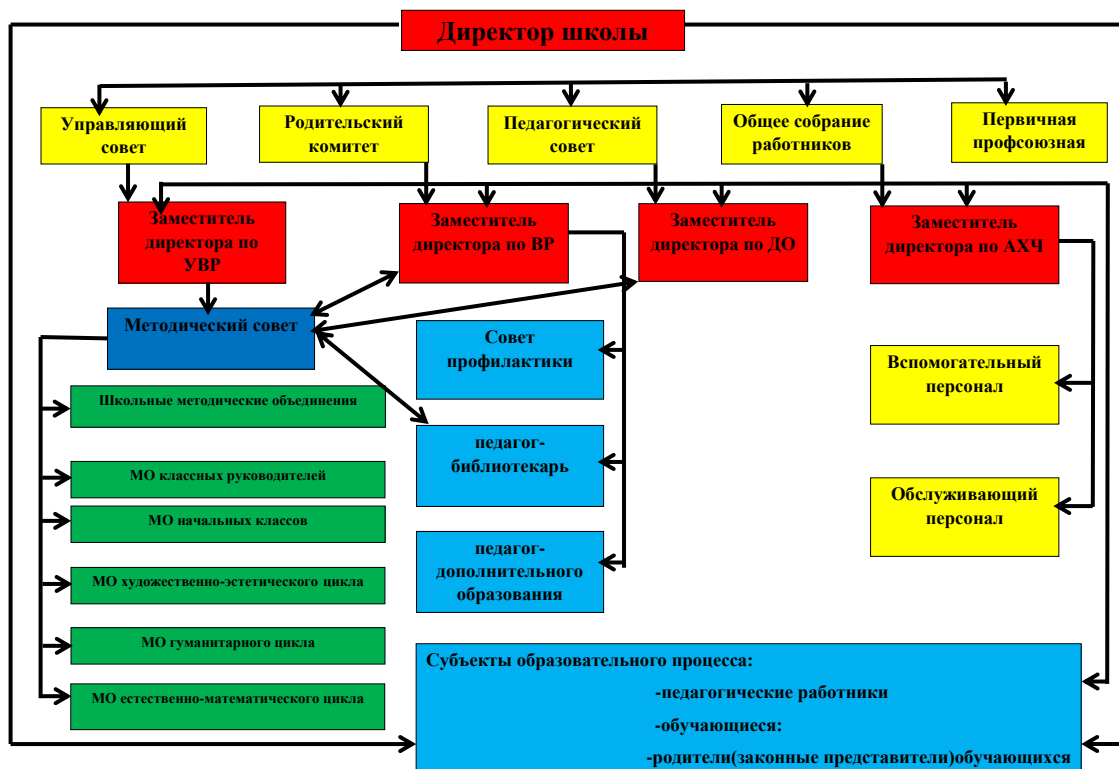 Директор школы
Управляющий
совет
Родительский
комитет
Педагогический
совет
Общее собрание
работников
Первичная
профсоюзная
Заместитель
директора по
УВР
Заместитель
директора по ВР
Заместитель
директора по ДО
Заместитель
директора по АХЧ
Методический совет
Совет
профилактики
Вспомогательный
персонал
Школьные методические объединения
педагог-
библиотекарь
МО классных руководителей
Обслуживающий
персонал
МО начальных классов
педагог-
дополнительного
образования
МО художественно-эстетического цикла
МО гуманитарного цикла
МО естественно-математического цикла
Субъекты образовательного процесса:
-педагогические работники
-обучающиеся:
-родители(законные представители)обучающихся